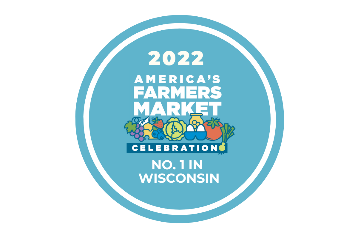 2022
AMERICA'S
FARMERS
MARKET
CELEBRATION
NO. 1 IN
WISCONSIN